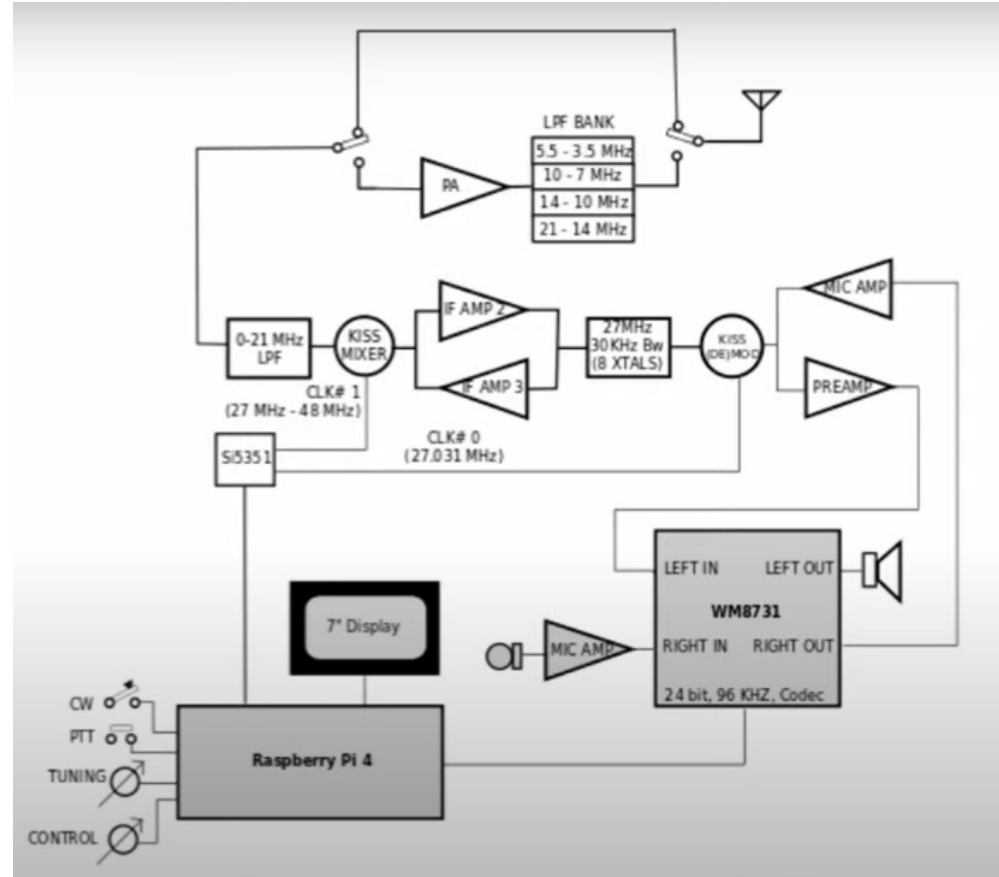 LPF BANK
5.5 - 3.5 MHz
10 - 7 MHz
14 - 10 MHz
21 - 14 MHz
PA
MIC AMP
IF AMP 2
0-21 MHz
LPF
KISS
MIXER
27MHz
30KHz Bw
(8 XTALS)
KISS
(DE)MOD
IF AMP 3
PREAMP
CLK# 1
(27 MHz - 48 MHz)
CLK# 0
(27.031 MHz)
Si5351
LEFT IN
LEFT OUT
WM8731
7" Display
MIC AMP
RIGHT IN
RIGHT OUT
24 bit, 96 KHZ, Codec
CW
PTT
Raspberry Pi 4
TUNING
CONTROL